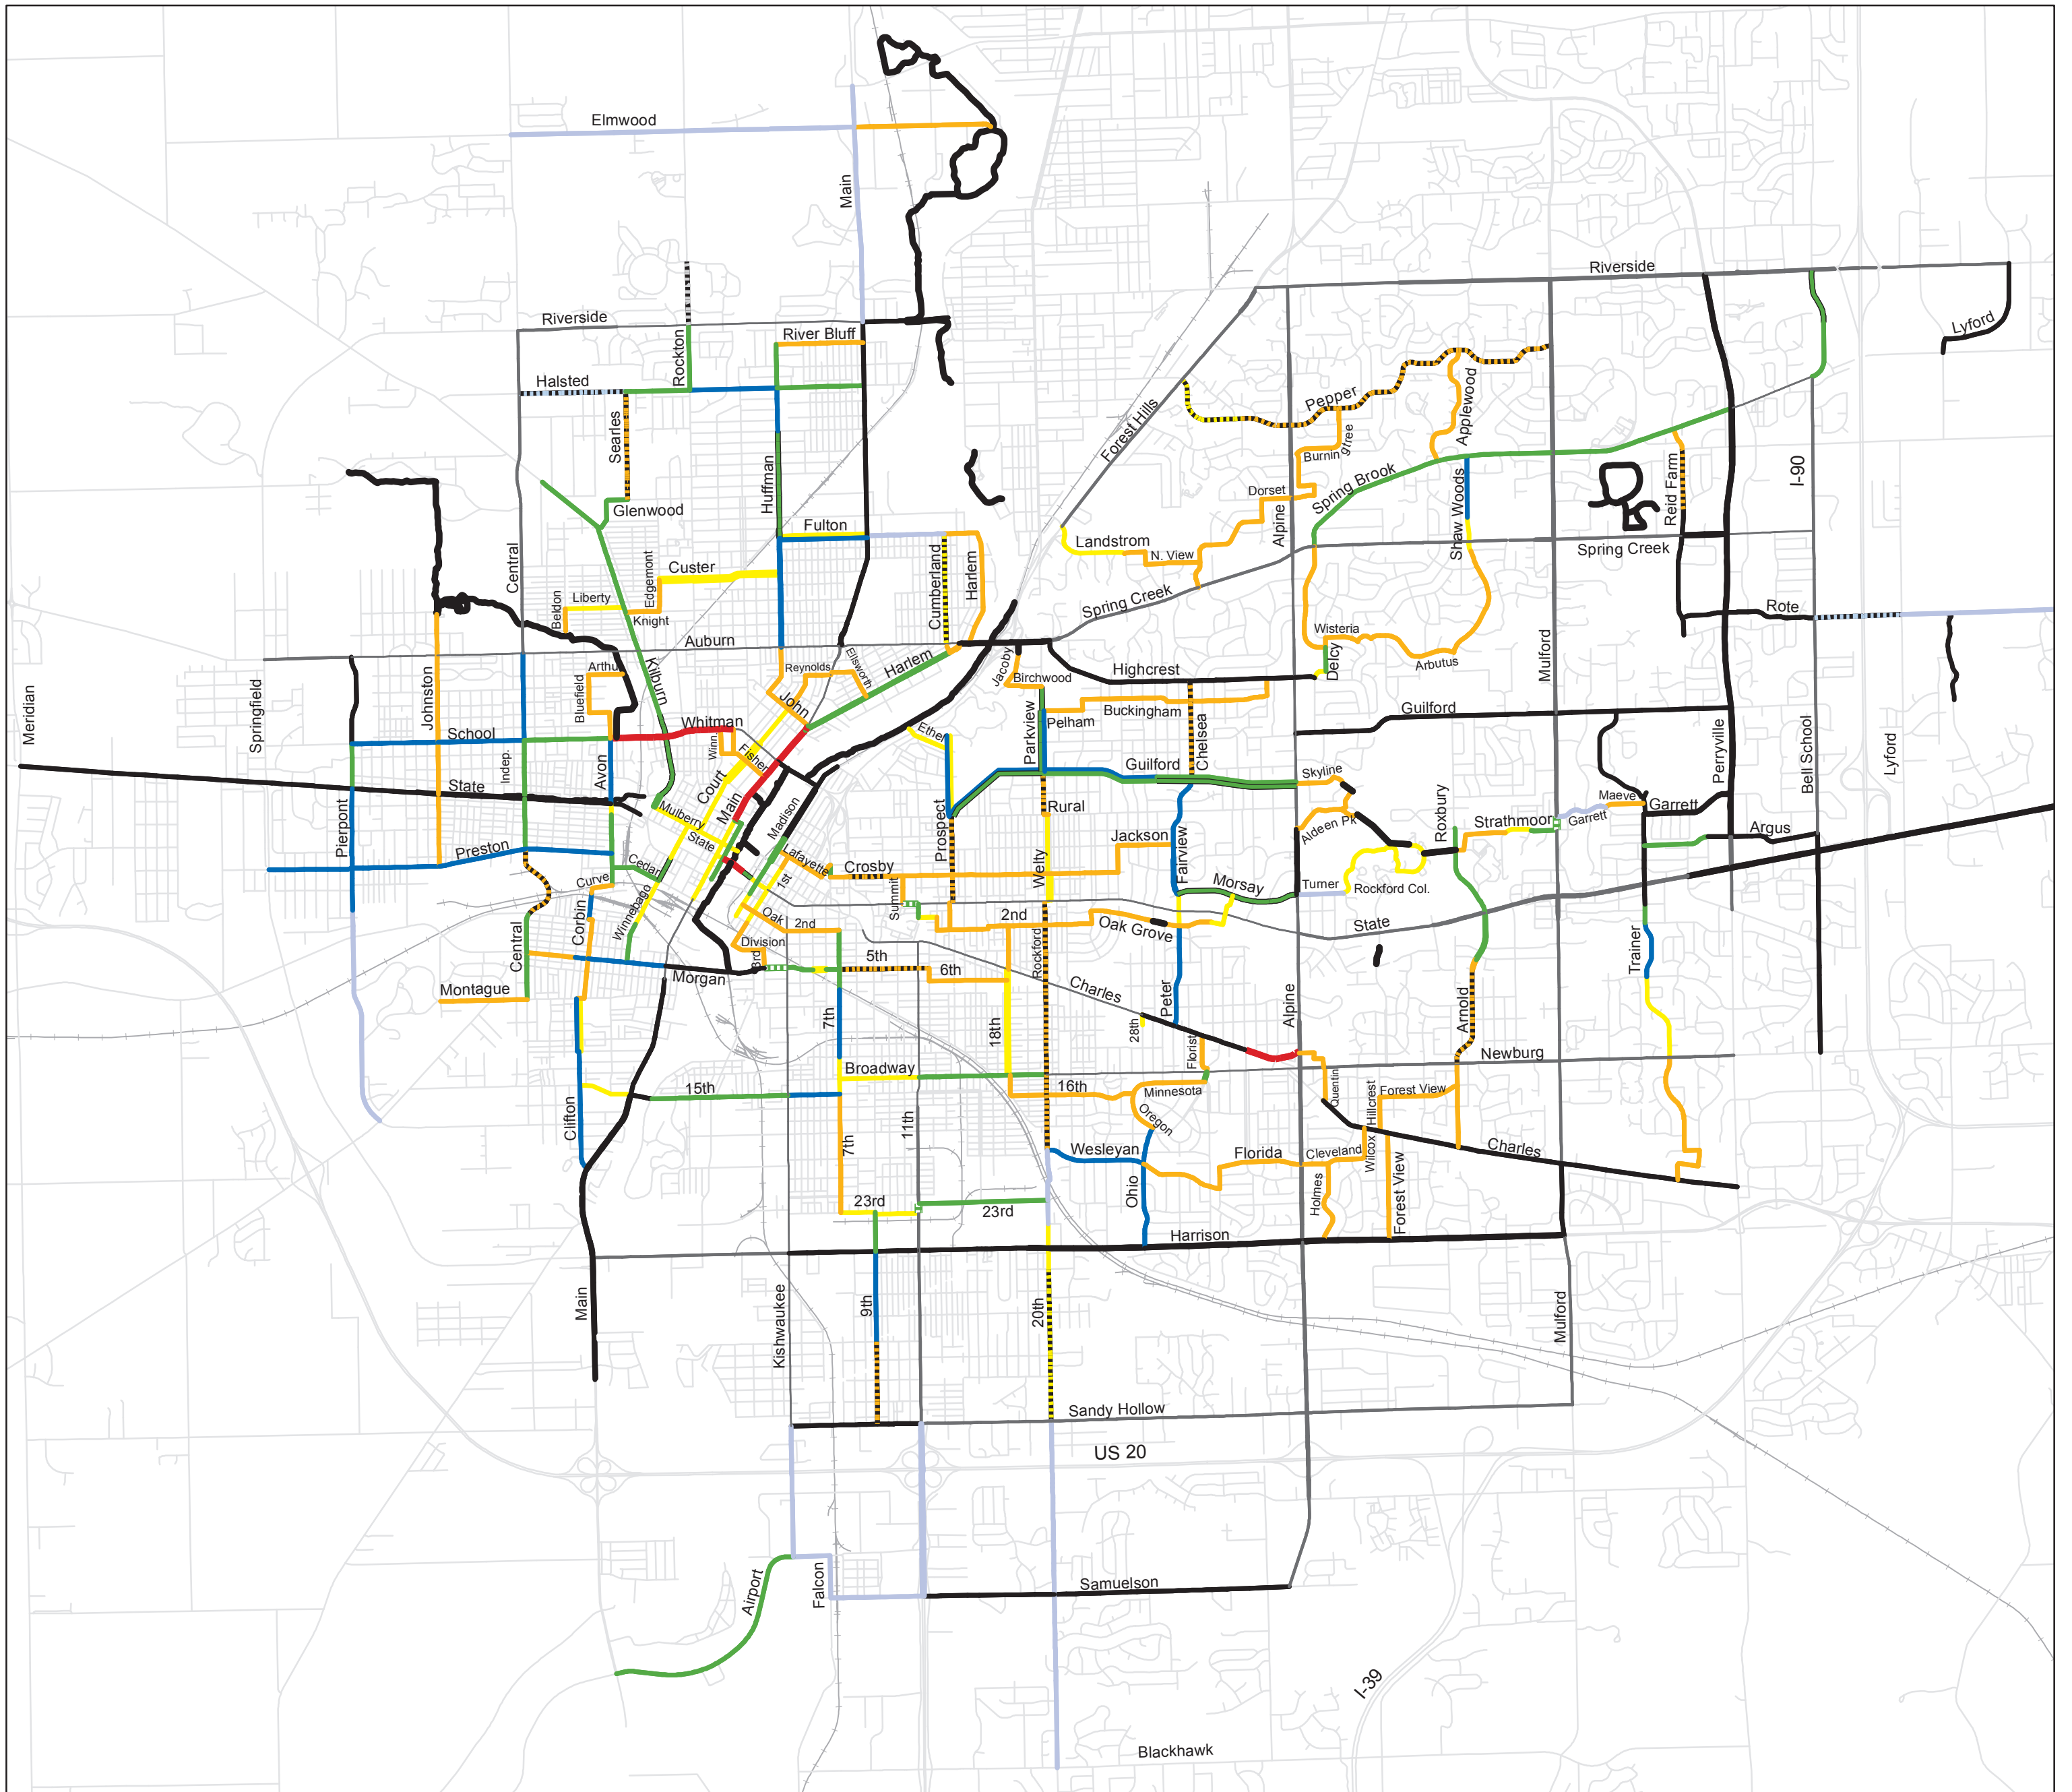 Elmwood
Main
Riverside
Riverside
River Bluff
Rockton
Lyford
Halsted
Pepper
Applewood
Searles
Forest Hills
Burnin
gtree
Huffman
Spring Brook
I-90
Dorset
Reid Farm
Glenwood
Fulton
Alpine
Shaw Woods
Landstrom
N. View
Spring Creek
Central
Custer
Edgemont
Cumberland
Harlem
Beldon
Liberty
Knight
Spring Creek
Rote
Auburn
Wisteria
Mulford
Arthur
Reynolds
Ellsworth
Harlem
Jacoby
Highcrest
Deicy
Arbutus
Kilburn
Birchwood
Meridian
Springfield
Johnston
Bluefield
John
Parkview
Buckingham
Pelham
Chelsea
Guilford
School
Whitman
Winn
Fisher
Ether
Perryville
Bell School
Lyford
Indep.
Avon
Court
Guilford
Skyline
State
Main
Madison
Rural
Maeve
Garrett
Pierpont
Mulberry
State
Prospect
Jackson
Fairview
Aldeen Pk
Roxbury
Strathmoor
Garrett
Argus
Preston
Cedar
Lafayette
Crosby
Welty
Morsay
Turner
Rockford Col.
Curve
Winnebago
1st
Summit
Corbin
Oak
2nd
2nd
Oak Grove
State
Central
Division
3rd
5th
6th
Rockford
Trainer
Montague
Morgan
Charles
Peter
Alpine
Arnold
7th
18th
28th
Florist
Broadway
Newburg
15th
16th
Minnesota
Quentin
Hillcrest
Forest View
Clifton
11th
Oregon
7th
Wesleyan
Florida
Cleveland
Wilcox
Charles
Ohio
Holmes
Forest View
23rd
23rd
Harrison
Main
Kishwaukee
9th
20th
Mulford
Sandy Hollow
US 20
Airport
Falcon
Samuelson
I-39
Blackhawk